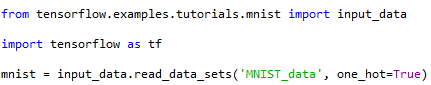 from tensorflow.examples.tutorials.mnist import input_data
import tensorflow as tf
mnist = input_data.read_data_sets('MNIST_data', one_hot=True)